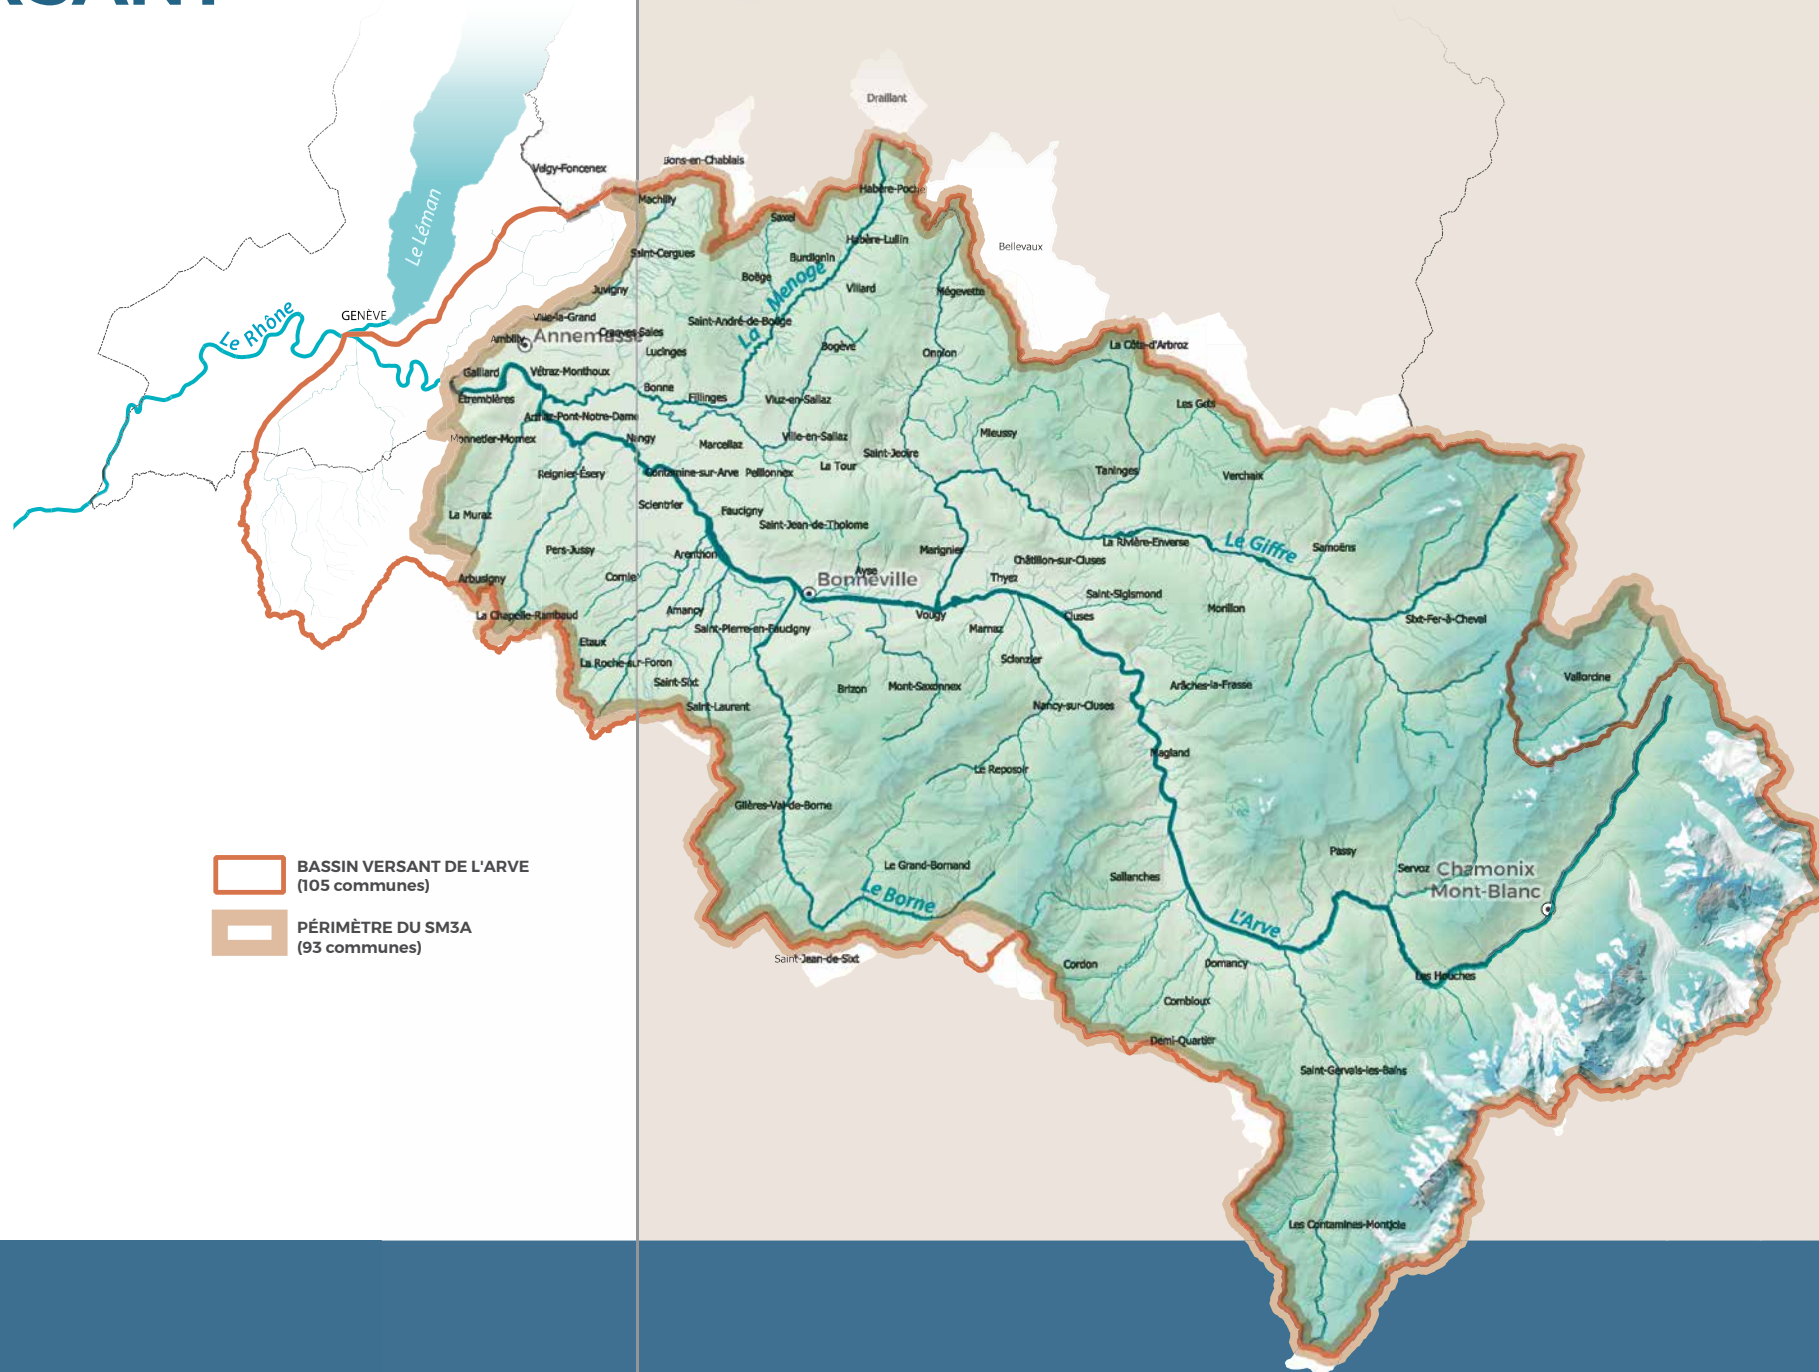 Draillant
Veigy-Foncenex
Bons-en-Chablais
Machilly
Habère-Poche
Saxel
Le Léman
Saint-Cergues
Habère-Lullin
Bellevaux
Burdignin
Boëge
La Menoge
Villard
Mégevette
Juvigny
Le Rhône
GENÈVE
Ville-la-Grand
Saint-André-de-Boëge
Ambilly
Annemasse
Cranves-Sales
Lucinges
Bogève
Onnion
La Côte-d'Arbroz
Gaillard
Vétraz-Monthoux
Bonne
Fillinges
Viuz-en-Sallaz
Etrembières
Les Gets
Arthaz-Pont-Notre-Dame
Monnetier-Mornex
Nangy
Marcellaz
Ville-en-Sallaz
Mieussy
Saint-Jeoire
La Tour
Reignier-Ésery
Contamine-sur-Arve
Peillonnex
Taninges
Verchaix
La Muraz
Scientrier
Faucigny
Saint-Jean-de-Tholome
Pers-Jussy
Arenthon
Marignier
La Rivière-Enverse
Le Giffre
Samoëns
Châtillon-sur-Cluses
Arbusigny
Cornier
Ayse
Bonneville
Thyez
Saint-Sigismond
Morillon
La Chapelle-Rambaud
Amancy
Vougy
Cluses
Sixt-Fer-à-Cheval
Saint-Pierre-en-Faucigny
Marnaz
Etaux
La Roche-sur-Foron
Scionzier
Saint-Sixt
Brizon
Mont-Saxonnex
Arâches-la-Frasse
Vallorcine
Saint-Laurent
Nancy-sur-Cluses
Magland
Le Reposoir
Glières-Val-de-Borne
BASSIN VERSANT DE L'ARVE
(105 communes)
Passy
Le Grand-Bornand
Sallanches
Servoz
Chamonix
Mont-Blanc
Le Borne
PÉRIMÈTRE DU SM3A
(93 communes)
L'Arve
Saint-Jean-de-Sixt
Cordon
Domancy
Les Houches
Combloux
Demi-Quartier
Saint-Gervais-les-Bains
Les Contamines-Montjoie